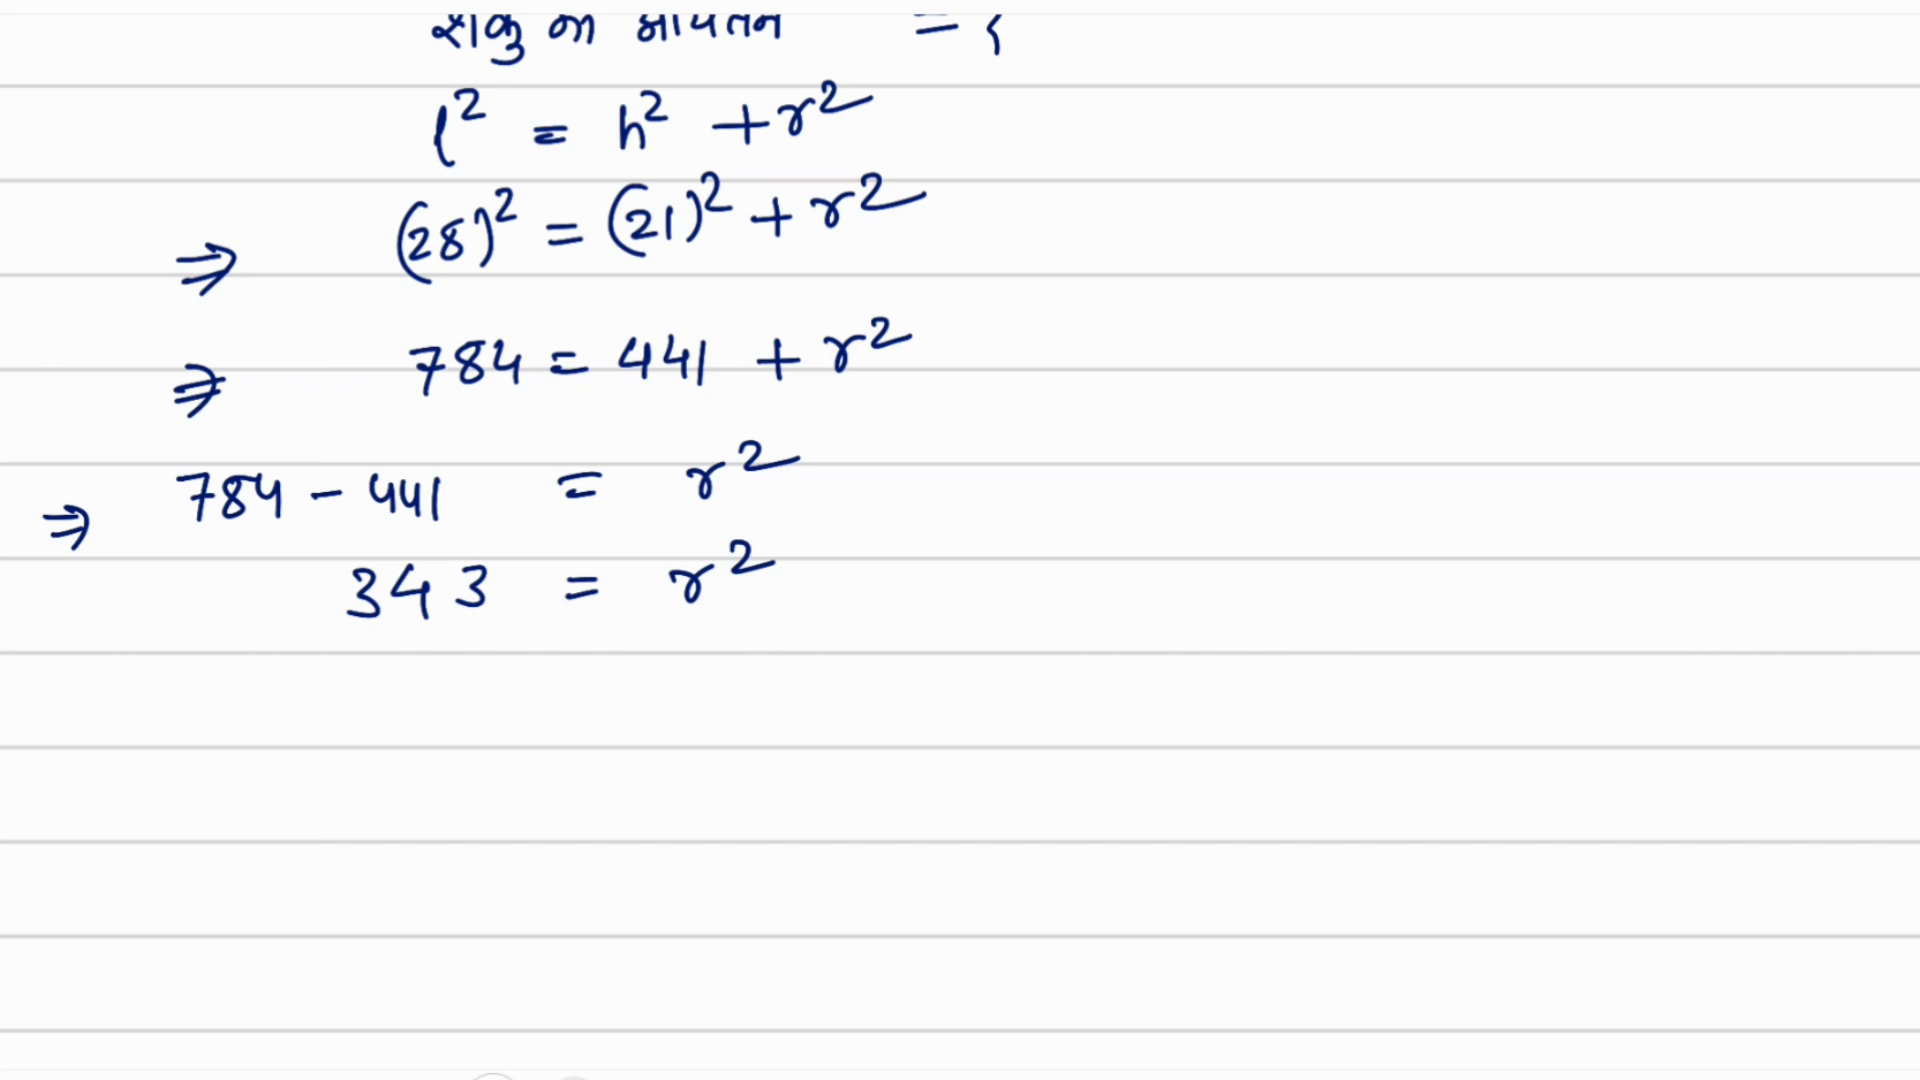 शंकु का आयतन = ?
l² = h² + r²
⇒ (28)² = (21)² + r²
⇒ 784 = 441 + r²
⇒ 784 - 441 = r²
343 = r²